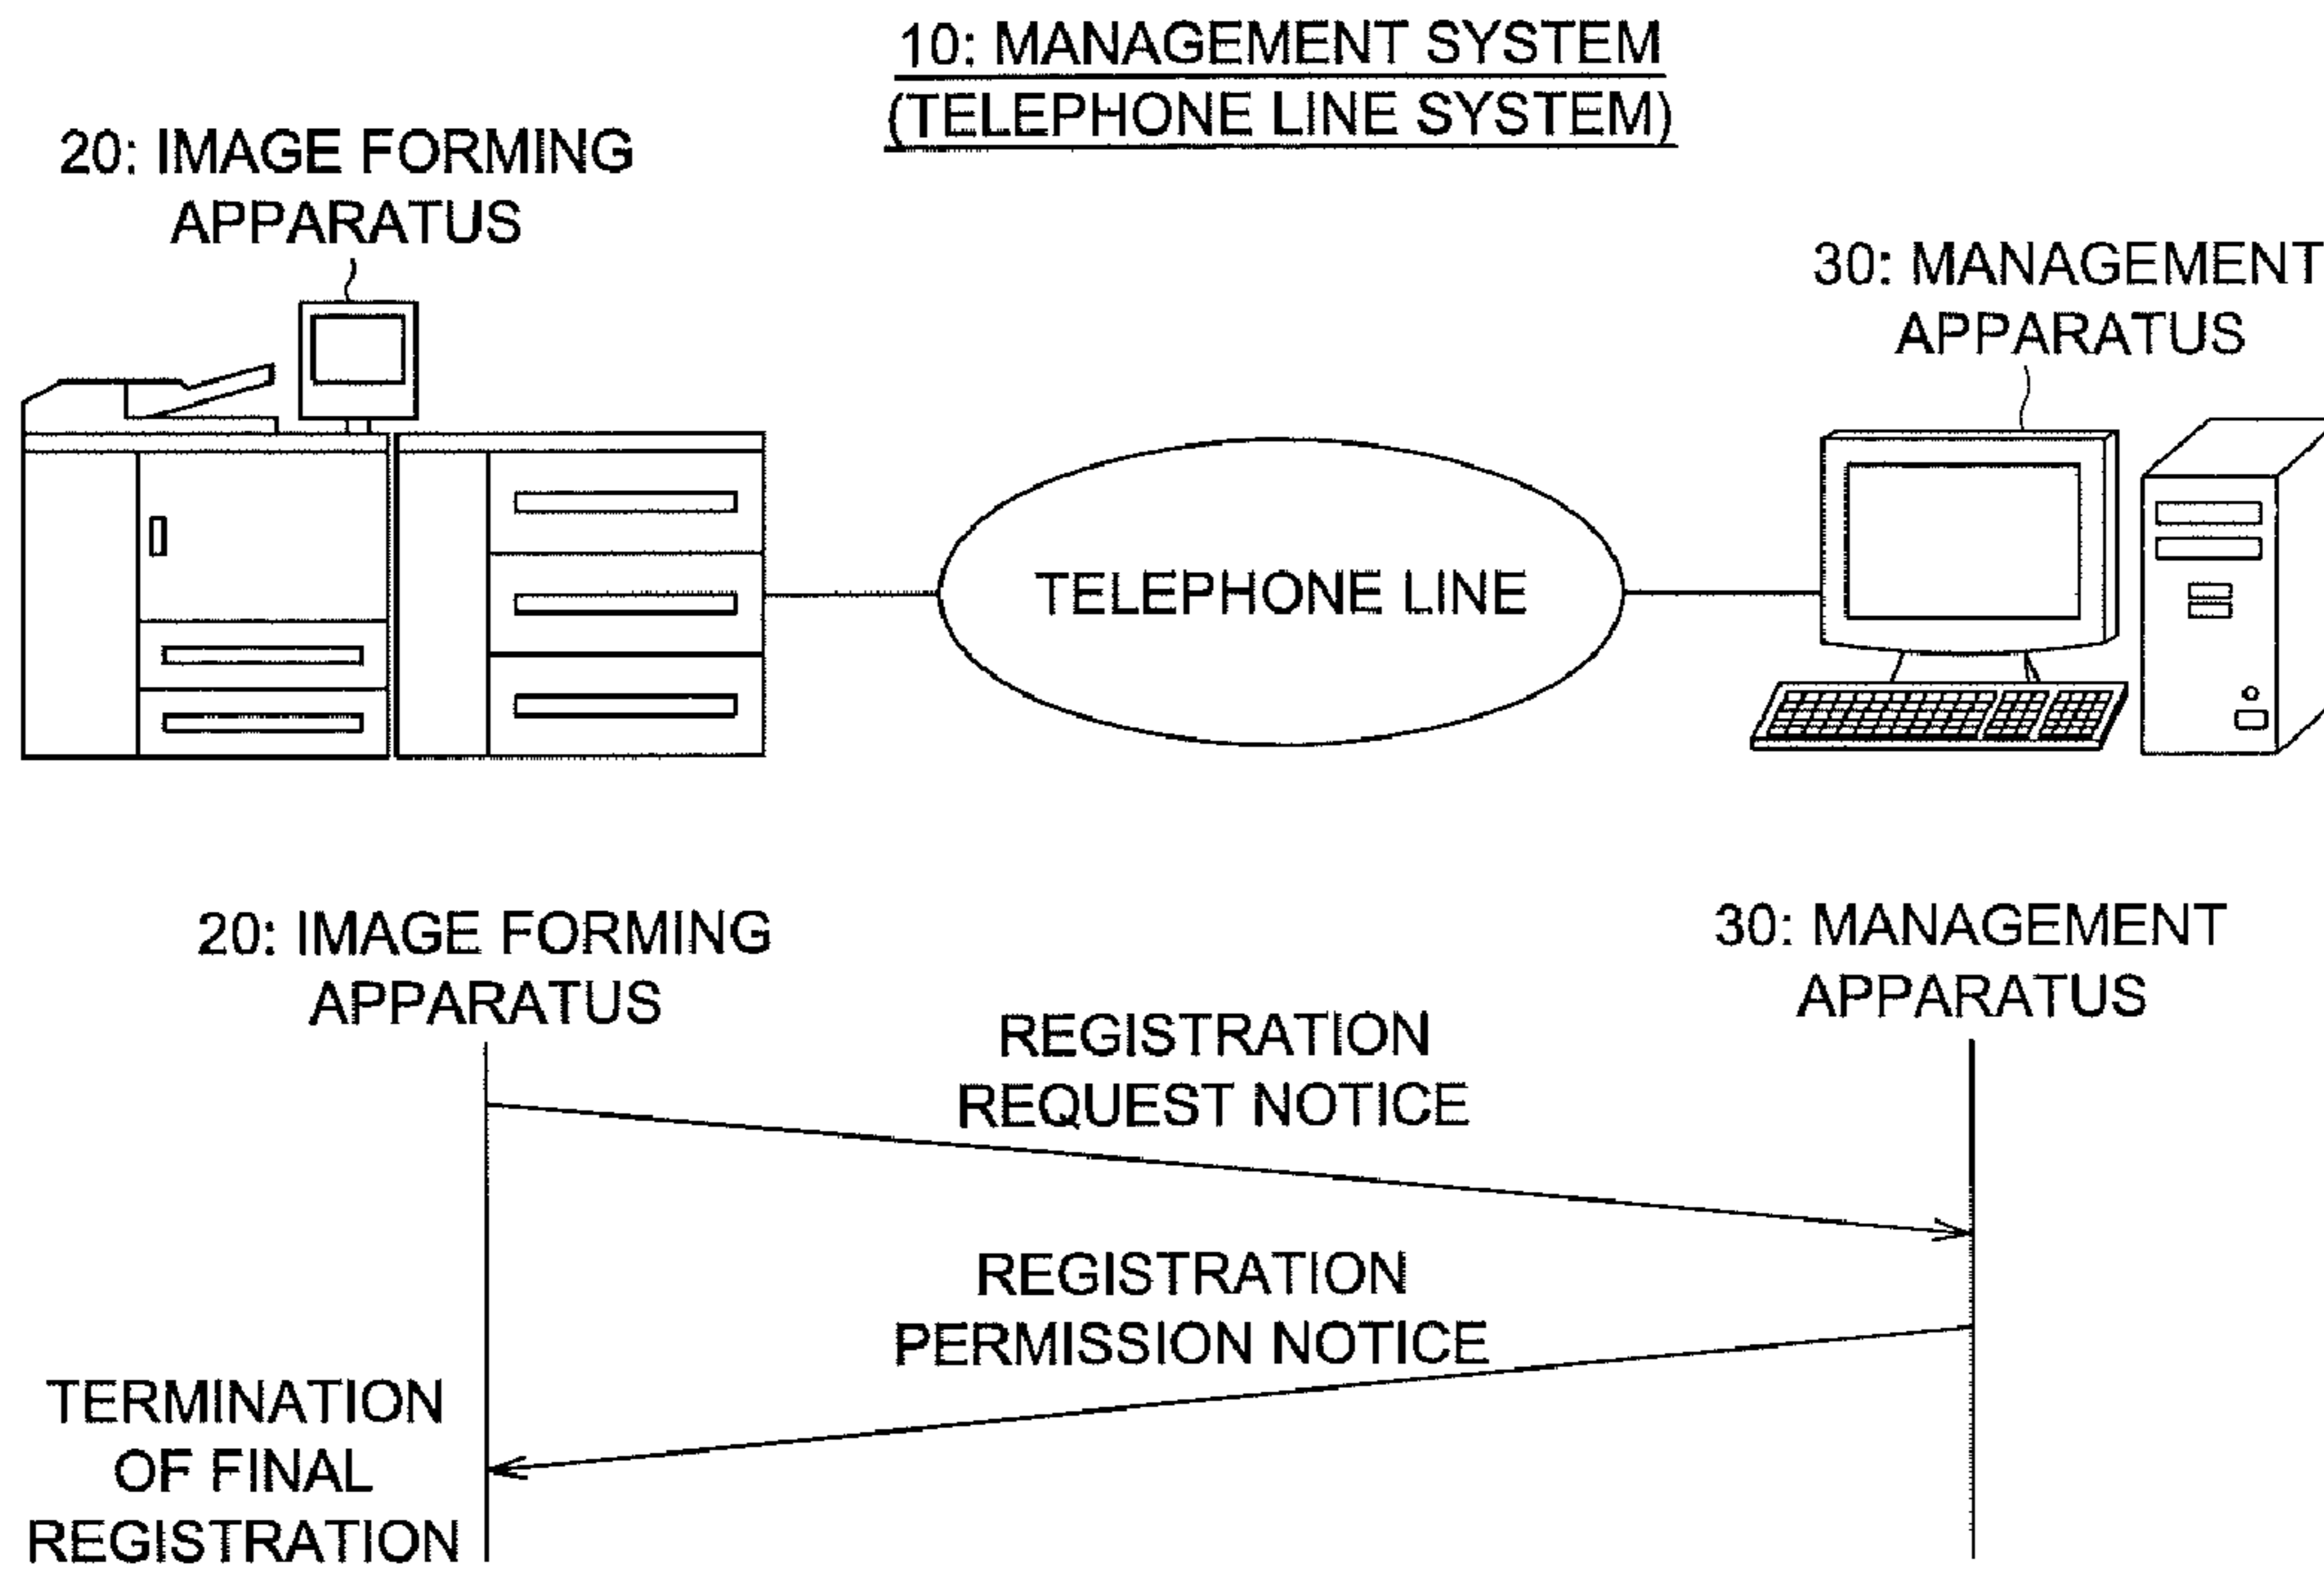 10: MANAGEMENT SYSTEM
(TELEPHONE LINE SYSTEM)
20: IMAGE FORMING
APPARATUS
30: MANAGEMENT
APPARATUS
TELEPHONE LINE
20: IMAGE FORMING
APPARATUS
30: MANAGEMENT
APPARATUS
REGISTRATION
REQUEST NOTICE
REGISTRATION
PERMISSION NOTICE
TERMINATION
OF FINAL
REGISTRATION